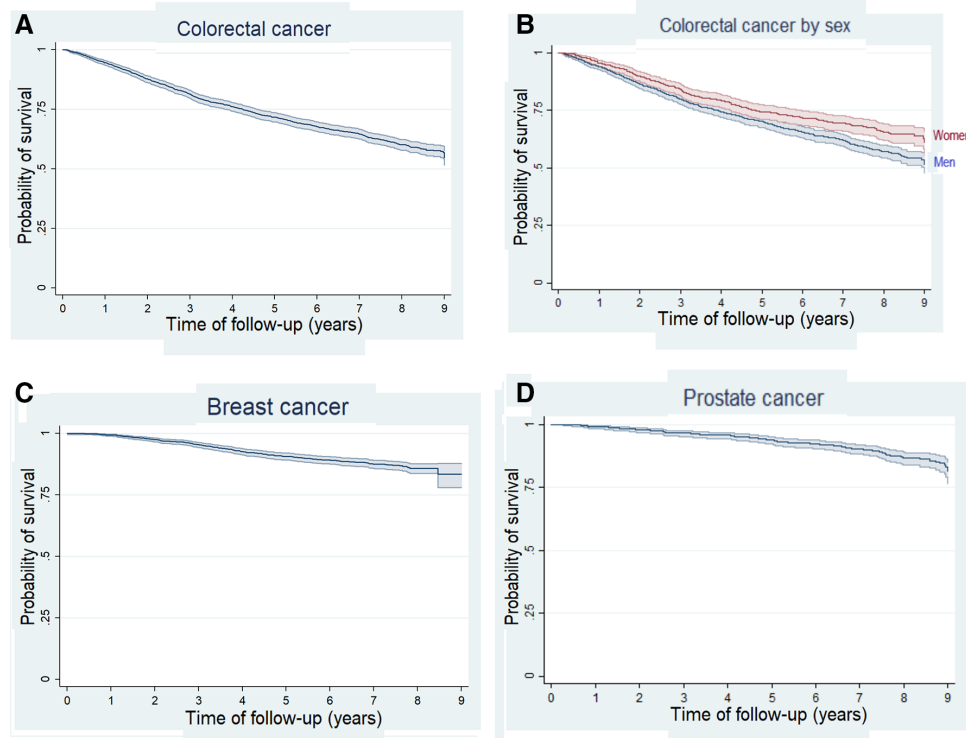 A
Colorectal cancer
Probability of survival
1
.75
.5
.25
0
0 1 2 3 4 5 6 7 8 9
Time of follow-up (years)
B
Colorectal cancer by sex
Probability of survival
1
.75
.5
.25
0
Women
Men
0 1 2 3 4 5 6 7 8 9
Time of follow-up (years)
C
Breast cancer
Probability of survival
1
.75
.5
.25
0
0 1 2 3 4 5 6 7 8 9
Time of follow-up (years)
D
Prostate cancer
Probability of survival
1
.75
.5
.25
0
0 1 2 3 4 5 6 7 8 9
Time of follow-up (years)